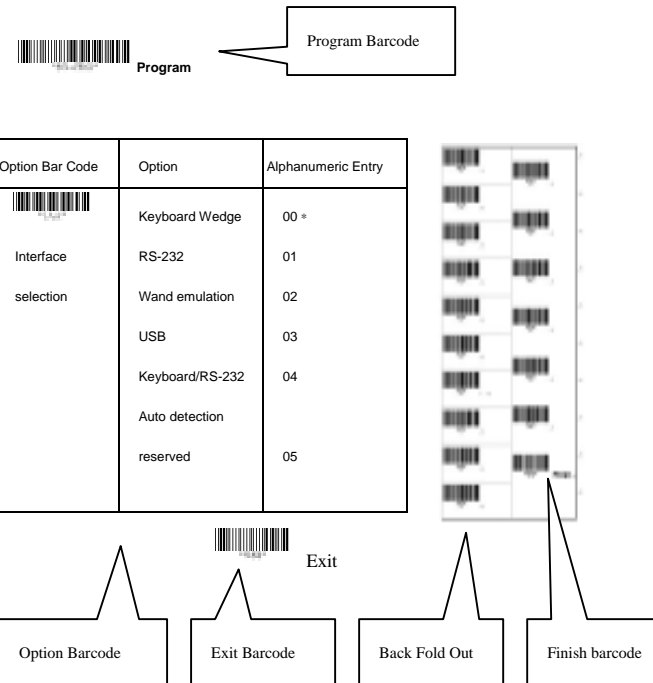 Program Barcode
Program
Option Bar Code Option Alphanumeric Entry
Keyboard Wedge 00 *
Interface RS-232 01
selection Wand emulation 02
USB 03
Keyboard/RS-232 04
Auto detection
reserved 05
Exit
Option Barcode Exit Barcode Back Fold Out Finish barcode